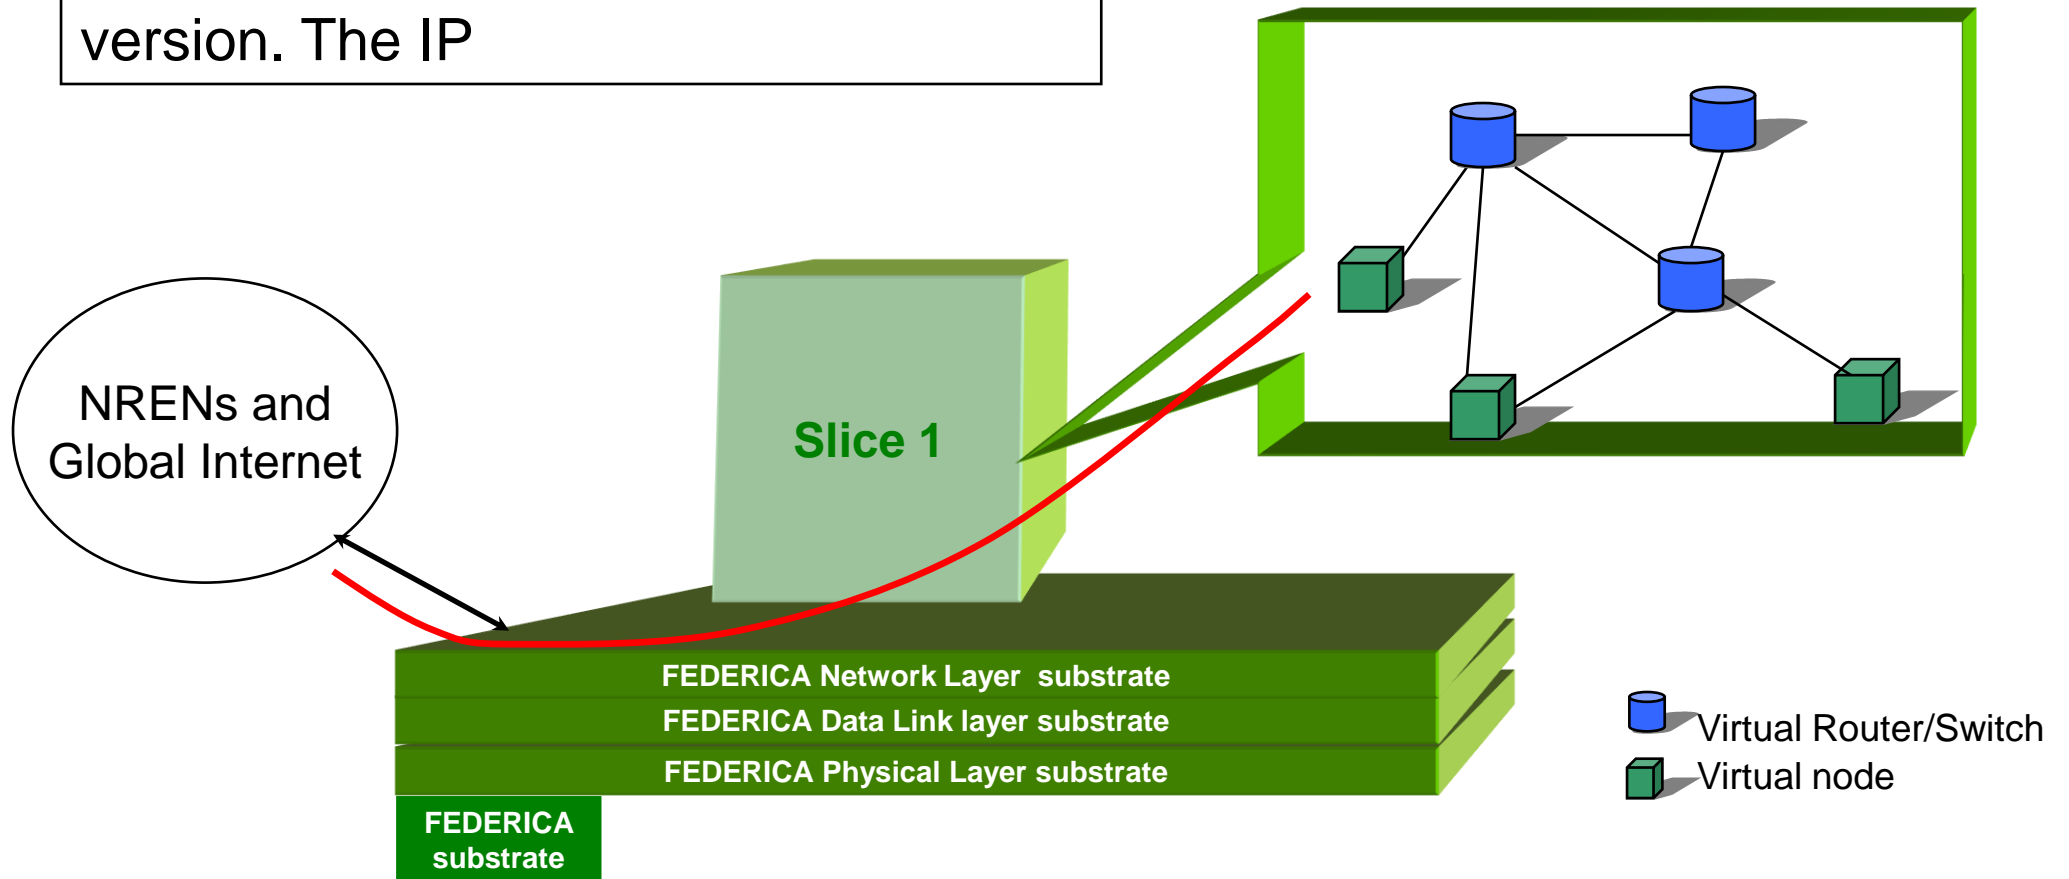 version. The IP
NRENs and
Global Internet
Slice 1
FEDERICA Network Layer substrate
FEDERICA Data Link layer substrate
FEDERICA Physical Layer substrate
FEDERICA
substrate
Virtual Router/Switch
Virtual node